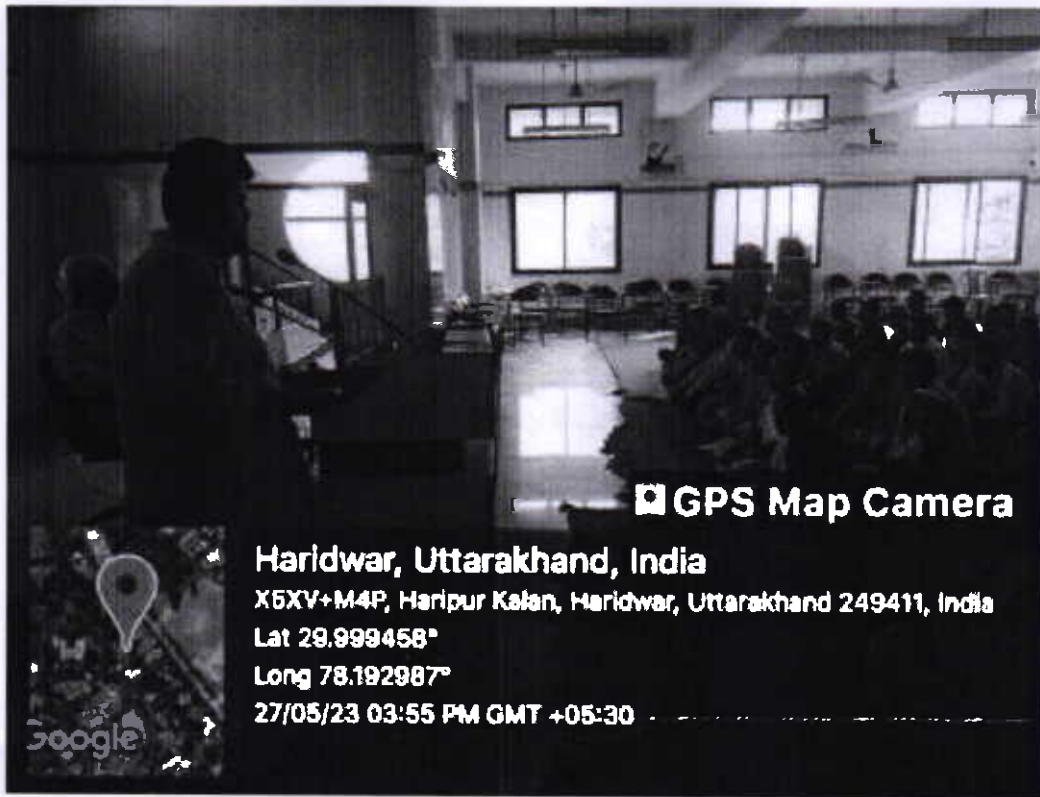 GPS Map Camera
Haridwar, Uttarakhand, India
X5XV+M4P, Haripur Kalan, Haridwar, Uttarakhand 249411, India
Lat 29.999458°
Long 78.192987°
27/05/23 03:55 PM GMT +05:30
Google